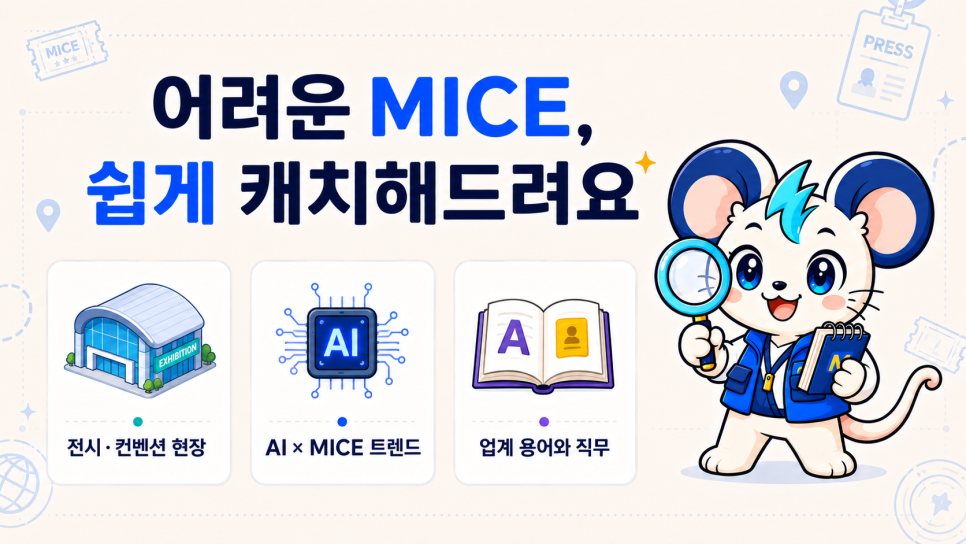 MICE
PRESS
어려운 MICE,
쉽게 캐치해드려요
EXHIBITION
AI
A
전시·컨벤션 현장
AI × MICE 트렌드
업계 용어와 직무